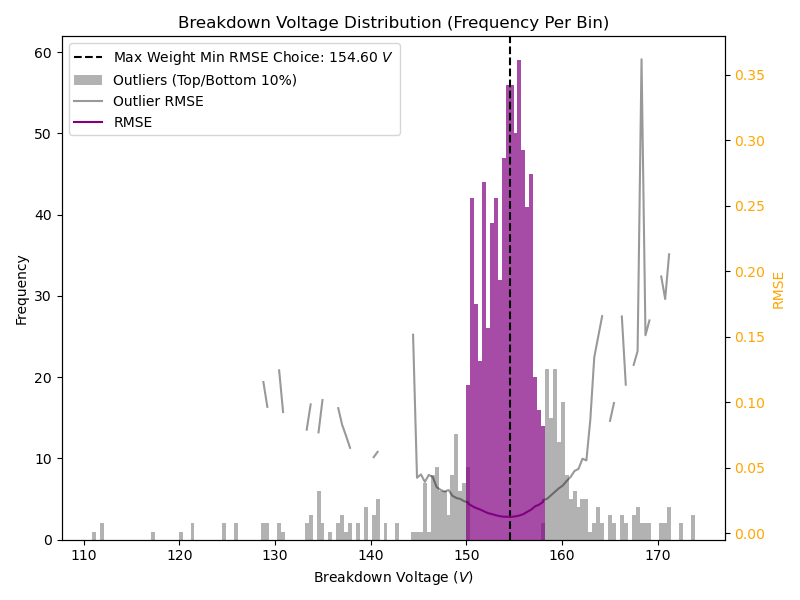 Breakdown Voltage Distribution (Frequency Per Bin)
Max Weight Min RMSE Choice: 154.60 V
Outliers (Top/Bottom 10%)
Outlier RMSE
RMSE
60
50
40
30
20
10
0
Frequency
0.35
0.30
0.25
0.20
0.15
0.10
0.05
0.00
RMSE
110 120 130 140 150 160 170
Breakdown Voltage (V)